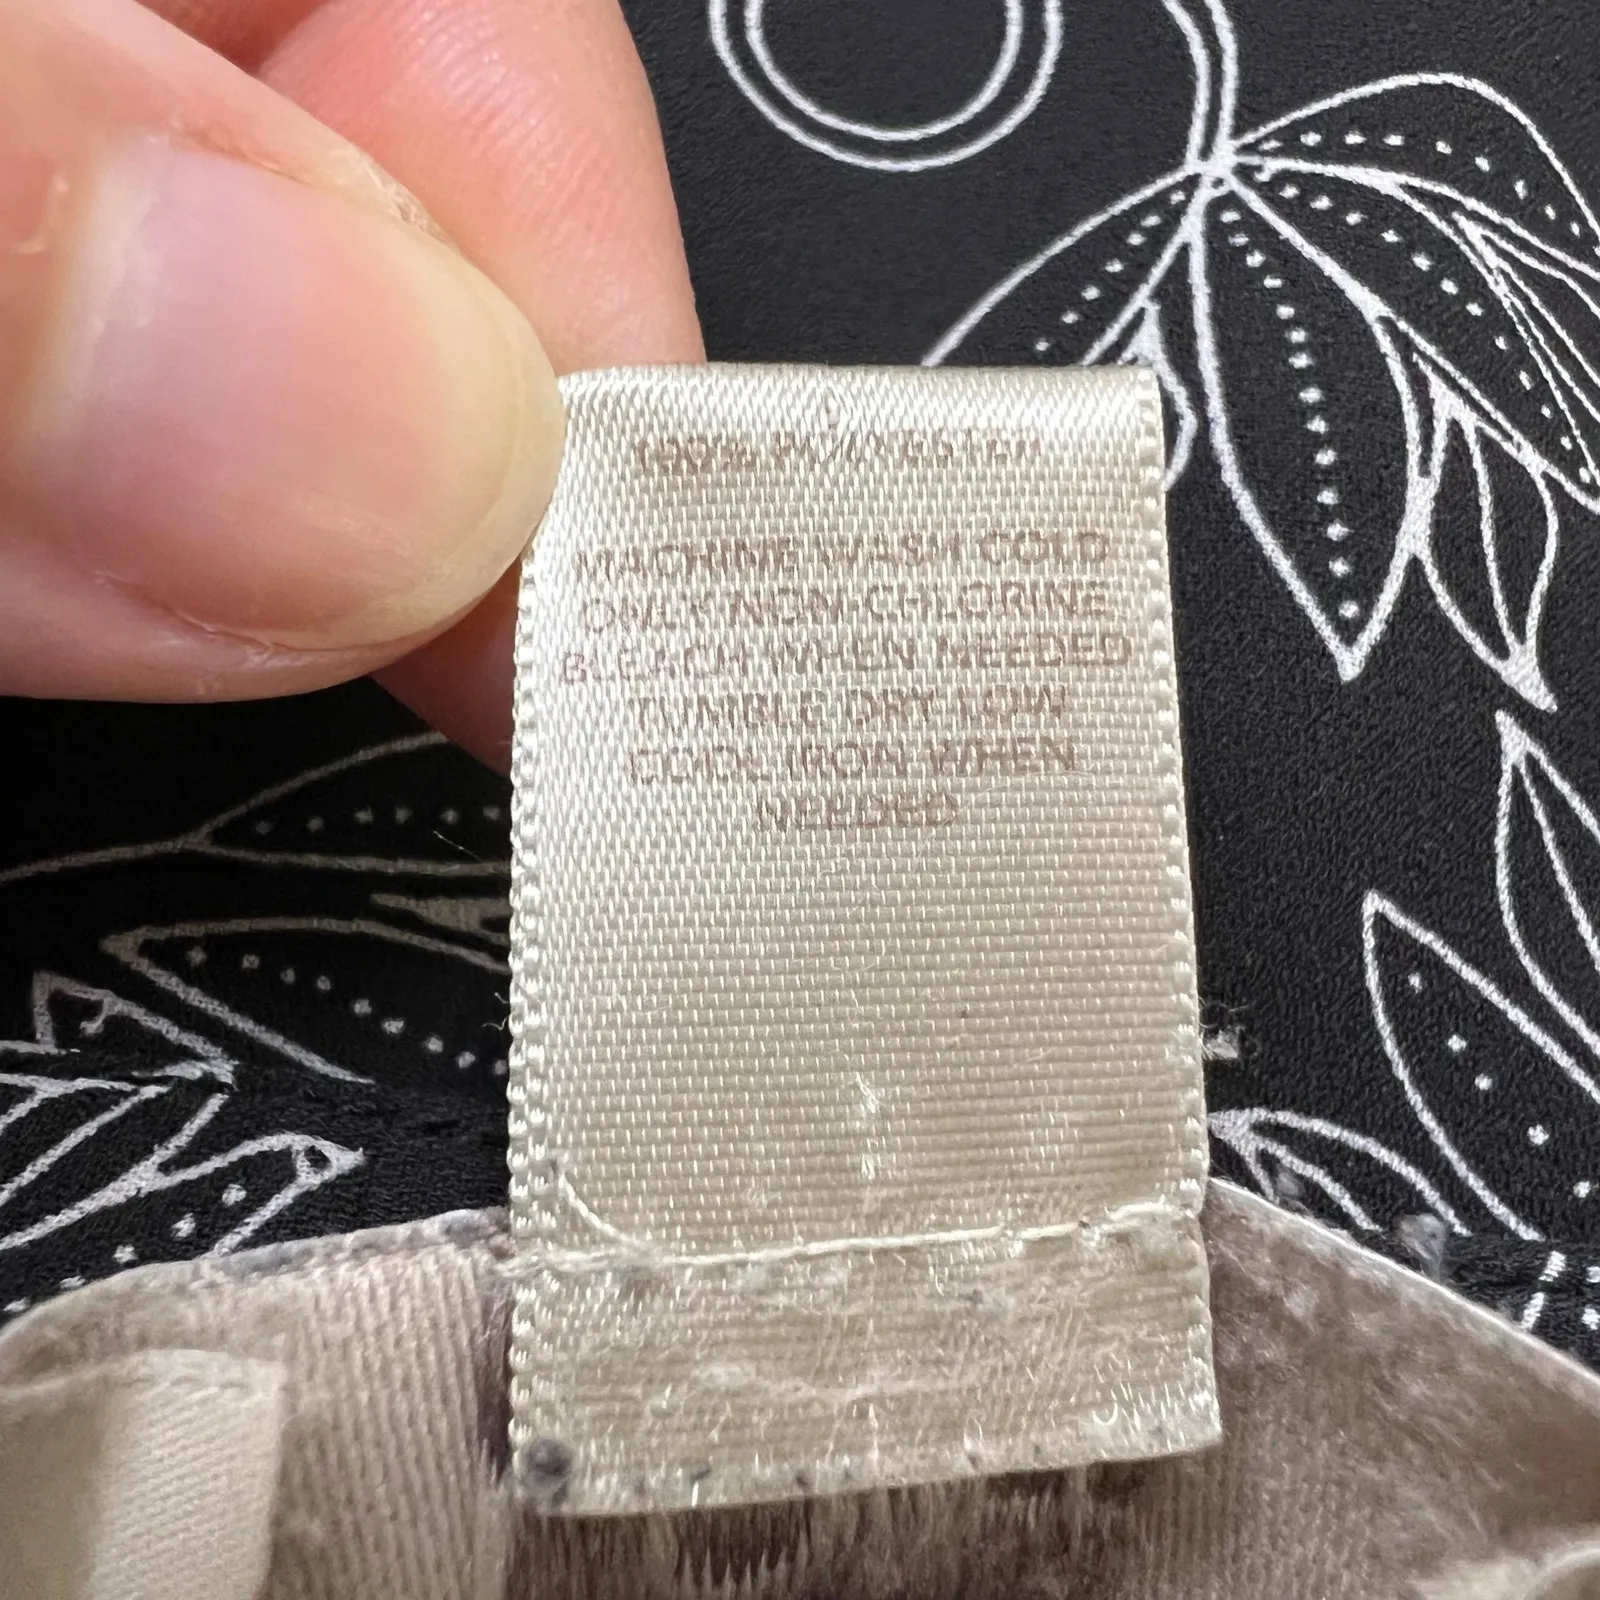 100% POLYESTER
MACHINE WASH COLD
ONLY NON-CHLORINE
BLEACH WHEN NEEDED
TUMBLE DRY LOW
COOL IRON WHEN
NEEDED